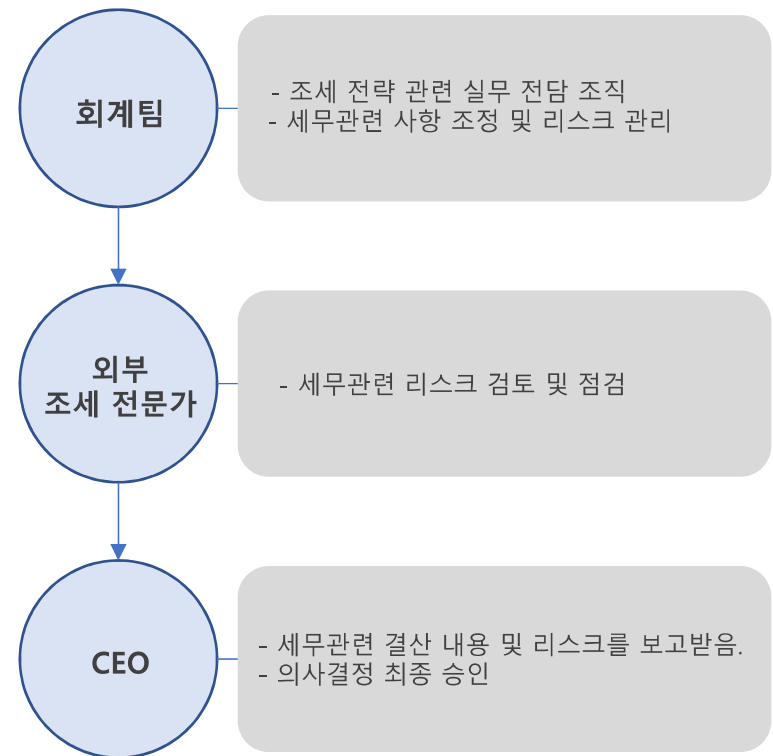 회계팀
- 조세 전략 관련 실무 전담 조직
- 세무관련 사항 조정 및 리스크 관리
외부
조세 전문가
- 세무관련 리스크 검토 및 점검
CEO
- 세무관련 결산 내용 및 리스크를 보고받음.
- 의사결정 최종 승인